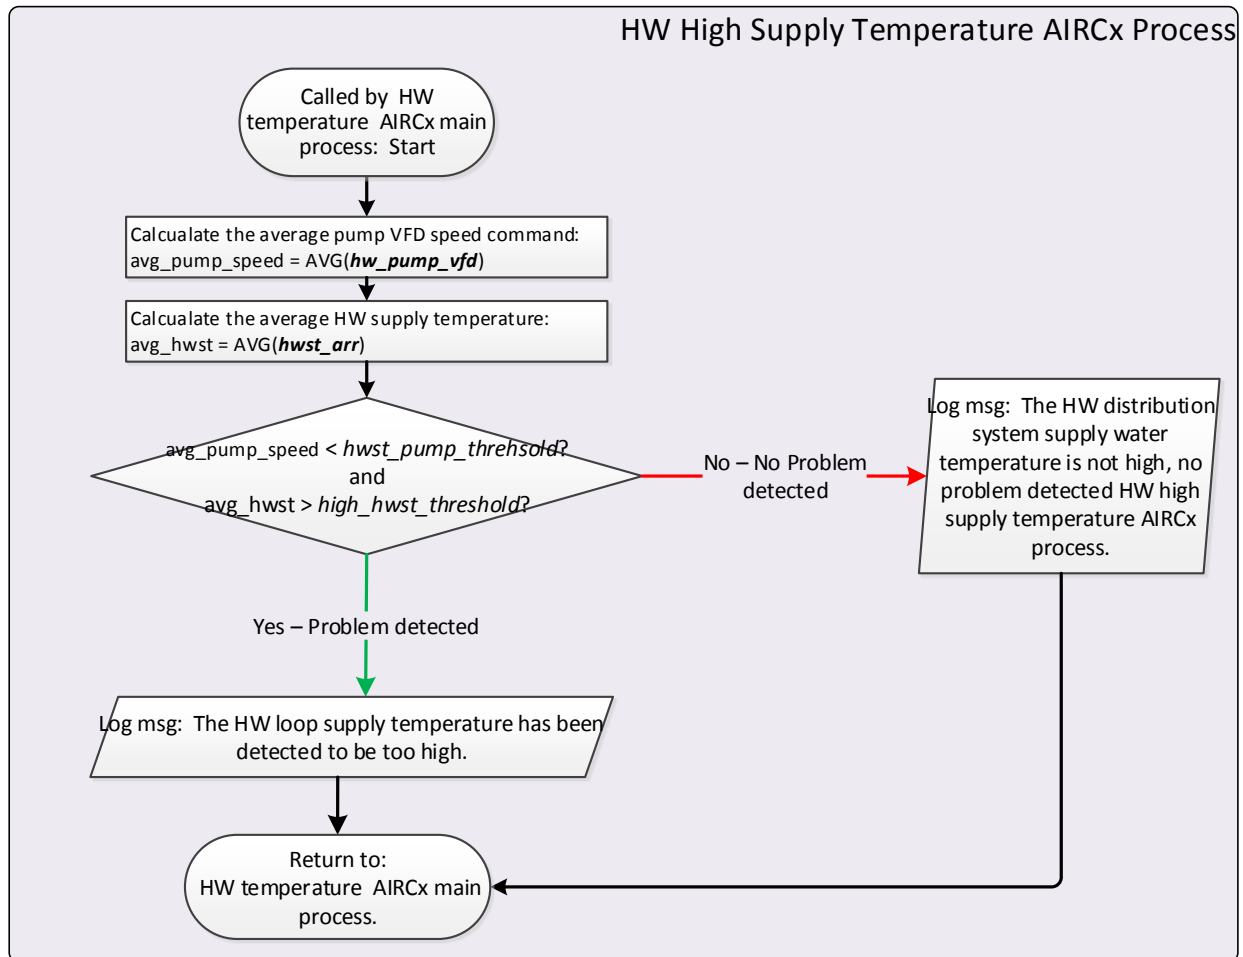 HW High Supply Temperature AIRCx Process
Called by HW
temperature AIRCx main
process: Start
Calcualate the average pump VFD speed command:
avg_pump_speed = AVG(hw_pump_vfd)
Calcualate the average HW supply temperature:
avg_hwst = AVG(hwst_arr)
avg_pump_speed < hwst_pump_threhsold?
and
avg_hwst > high_hwst_threshold?
No – No Problem
detected
Log msg: The HW distribution
system supply water
temperature is not high, no
problem detected HW high
supply temperature AIRCx
process.
Yes – Problem detected
Log msg: The HW loop supply temperature has been
detected to be too high.
Return to:
HW temperature AIRCx main
process.